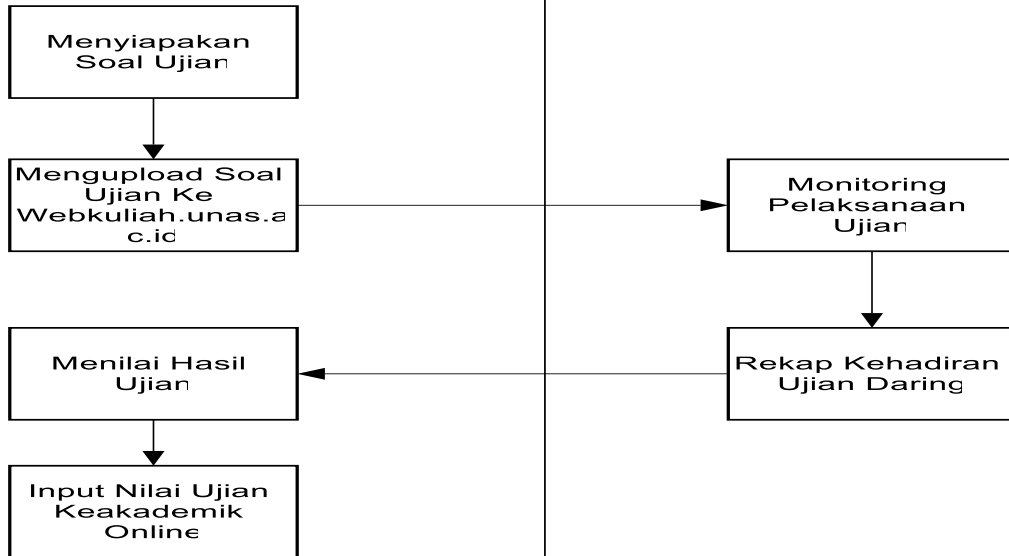 Menyiapakan
Soal Ujian
Mengupload Soal
Ujian Ke
Webkuliah.unas.a
c.id
Monitoring
Pelaksanaan
Ujian
Menilai Hasil
Ujian
Rekap Kehadiran
Ujian Daring
Input Nilai Ujian
Keakademik
Online